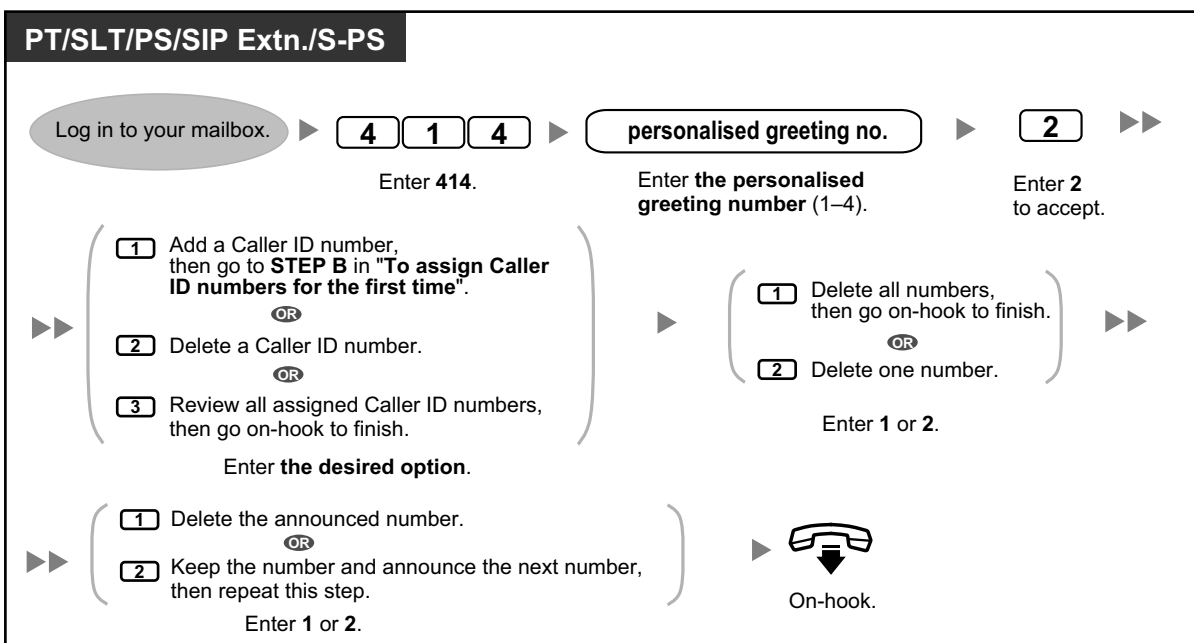 PT/SLT/PS/SIP Extn./S-PS
Log in to your mailbox.
4 1 4
personalised greeting no.
2
Enter 414.
Enter the personalised
greeting number (1–4).
Enter 2
to accept.
1 Add a Caller ID number,
then go to STEP B in "To assign Caller
ID numbers for the first time".
OR
2 Delete a Caller ID number.
OR
3 Review all assigned Caller ID numbers,
then go on-hook to finish.
Enter the desired option.
1 Delete all numbers,
then go on-hook to finish.
OR
2 Delete one number.
Enter 1 or 2.
1 Delete the announced number.
OR
2 Keep the number and announce the next number,
then repeat this step.
Enter 1 or 2.
On-hook.